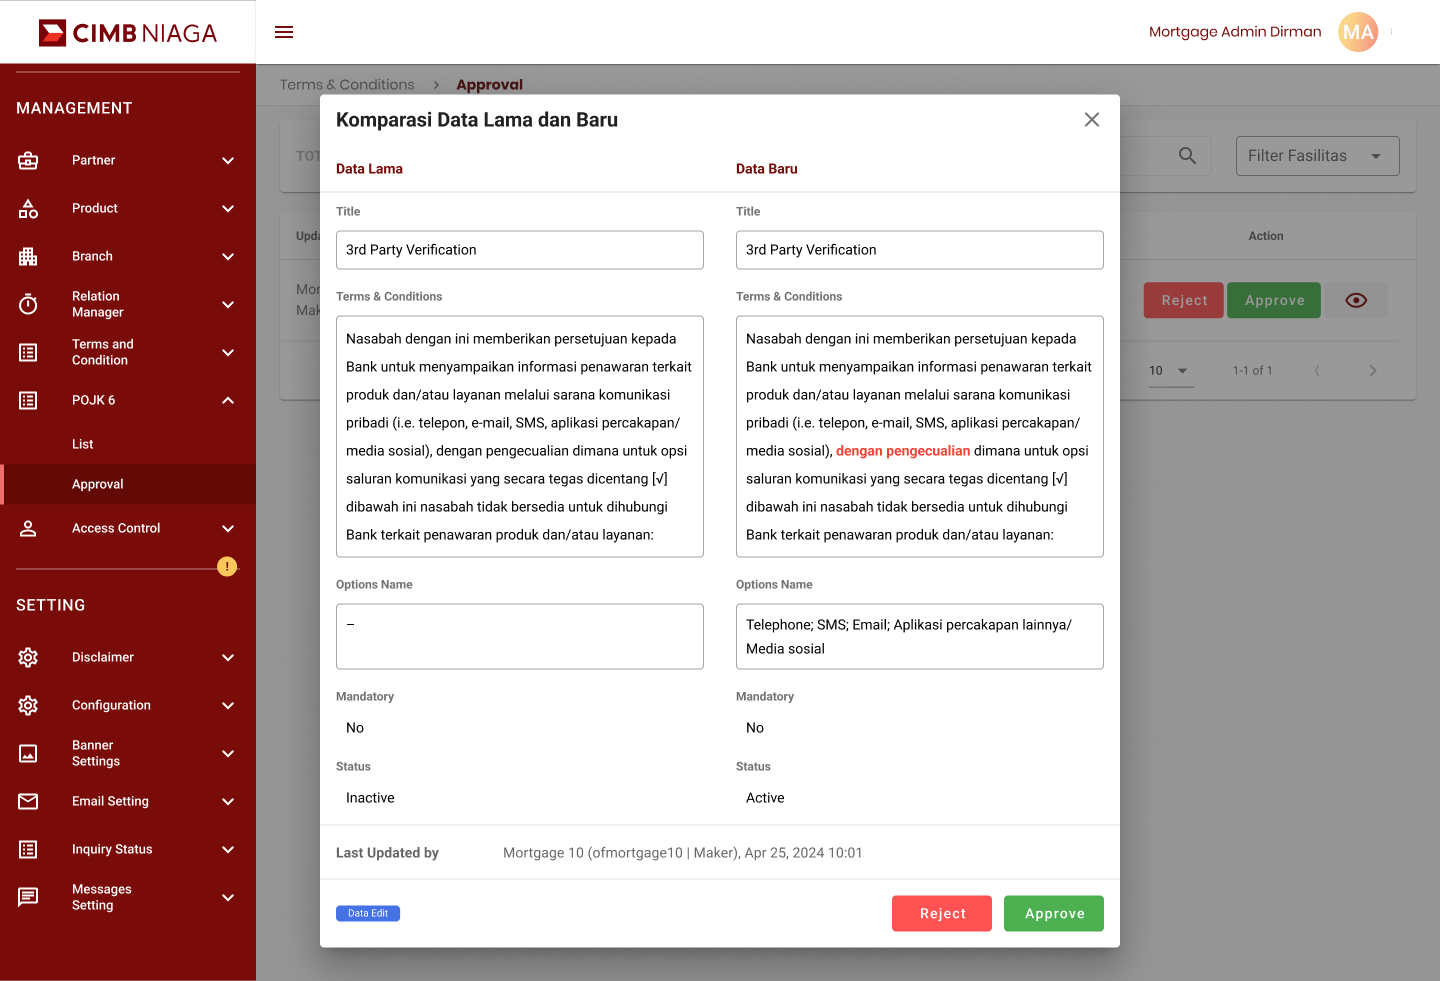 CIMB NIAGA
Mortgage Admin Dirman
MA
MANAGEMENT
Partner
Product
Branch
Relation
Manager
Terms and
Condition
POJK 6
List
Approval
Access Control
!
SETTING
Disclaimer
Configuration
Banner
Settings
Email Setting
Inquiry Status
Messages
Setting
Terms & Conditions > Approval
Filter Fasilitas
Action
Reject
Approve
10
1-1 of 1
Komparasi Data Lama dan Baru
Data Lama
Title
3rd Party Verification
Terms & Conditions
Nasabah dengan ini memberikan persetujuan kepada
Bank untuk menyampaikan informasi penawaran terkait
produk dan/atau layanan melalui sarana komunikasi
pribadi (i.e. telepon, e-mail, SMS, aplikasi percakapan/
media sosial), dengan pengecualian dimana untuk opsi
saluran komunikasi yang secara tegas dicentang [√]
dibawah ini nasabah tidak bersedia untuk dihubungi
Bank terkait penawaran produk dan/atau layanan:
Options Name
–
Mandatory
No
Status
Inactive
Data Baru
Title
3rd Party Verification
Terms & Conditions
Nasabah dengan ini memberikan persetujuan kepada
Bank untuk menyampaikan informasi penawaran terkait
produk dan/atau layanan melalui sarana komunikasi
pribadi (i.e. telepon, e-mail, SMS, aplikasi percakapan/
media sosial), dengan pengecualian dimana untuk opsi
saluran komunikasi yang secara tegas dicentang [√]
dibawah ini nasabah tidak bersedia untuk dihubungi
Bank terkait penawaran produk dan/atau layanan:
Options Name
Telephone; SMS; Email; Aplikasi percakapan lainnya/
Media sosial
Mandatory
No
Status
Active
Last Updated by
Mortgage 10 (ofmortgage10 | Maker), Apr 25, 2024 10:01
Data Edit
Reject
Approve